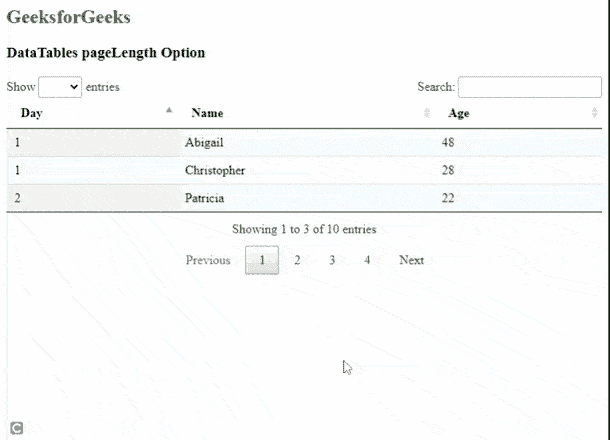 GeeksforGeeks
DataTables pageLength Option
Show entries Search:
Day Name Age
1 Abigail 48
1 Christopher 28
2 Patricia 22
Showing 1 to 3 of 10 entries
Previous 1 2 3 4 Next
C